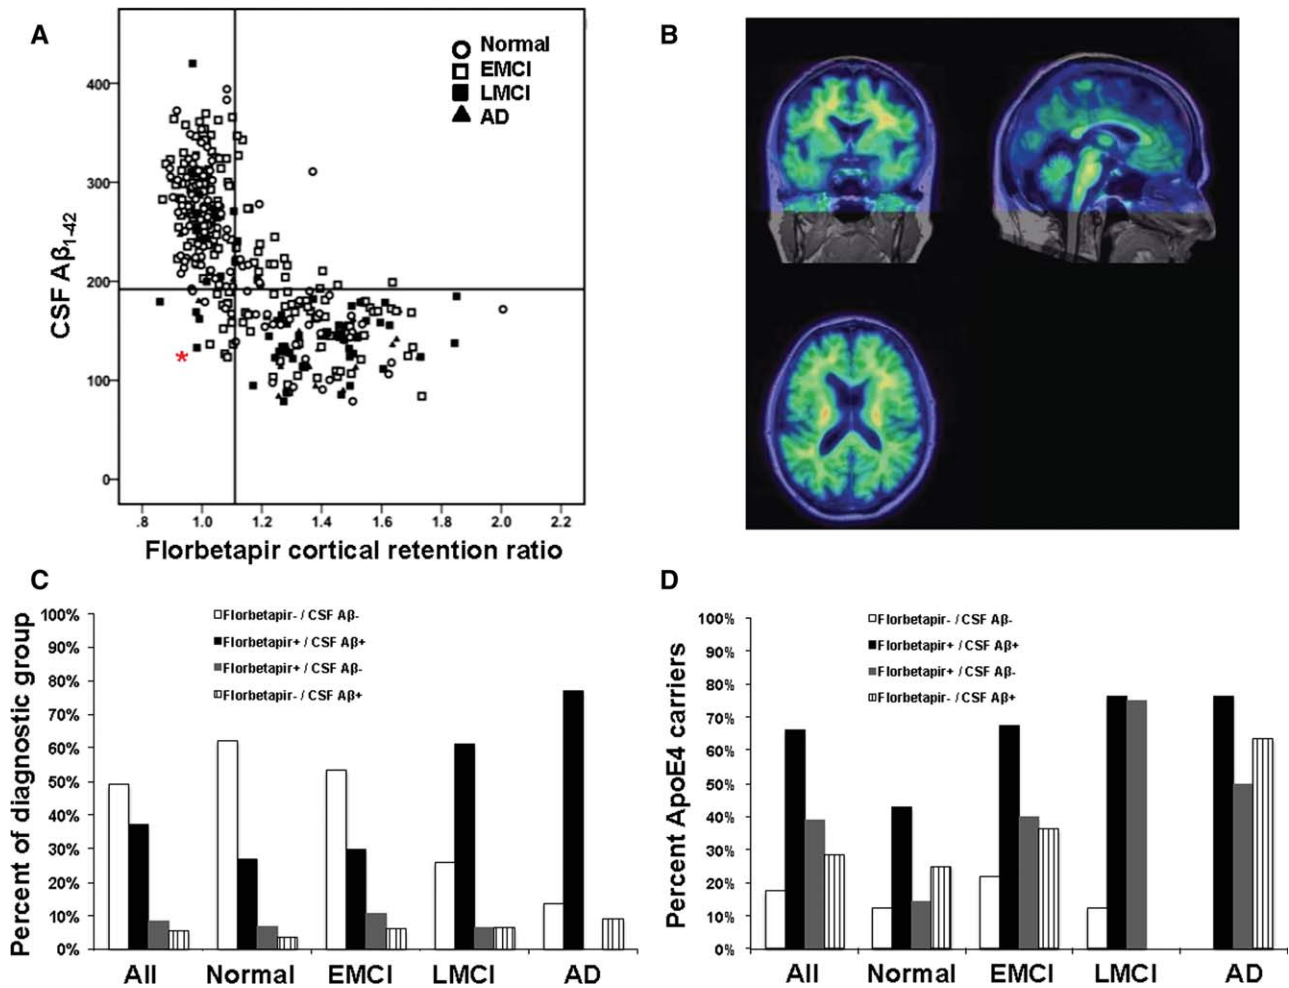 A
Normal
EMCI
LMCI
AD
400
300
200
100
0
CSF Aβ1-42
*
.8 1.0 1.2 1.4 1.6 1.8 2.0 2.2
Florbetapir cortical retention ratio
B
C
Percent of diagnostic group
100%
90%
80%
70%
60%
50%
40%
30%
20%
10%
0%
Florbetapir- / CSF Aβ-
Florbetapir+ / CSF Aβ+
Florbetapir+ / CSF Aβ-
Florbetapir- / CSF Aβ+
All Normal EMCI LMCI AD
D
Percent ApoE4 carriers
100%
90%
80%
70%
60%
50%
40%
30%
20%
10%
0%
Florbetapir- / CSF Aβ-
Florbetapir+ / CSF Aβ+
Florbetapir+ / CSF Aβ-
Florbetapir- / CSF Aβ+
All Normal EMCI LMCI AD